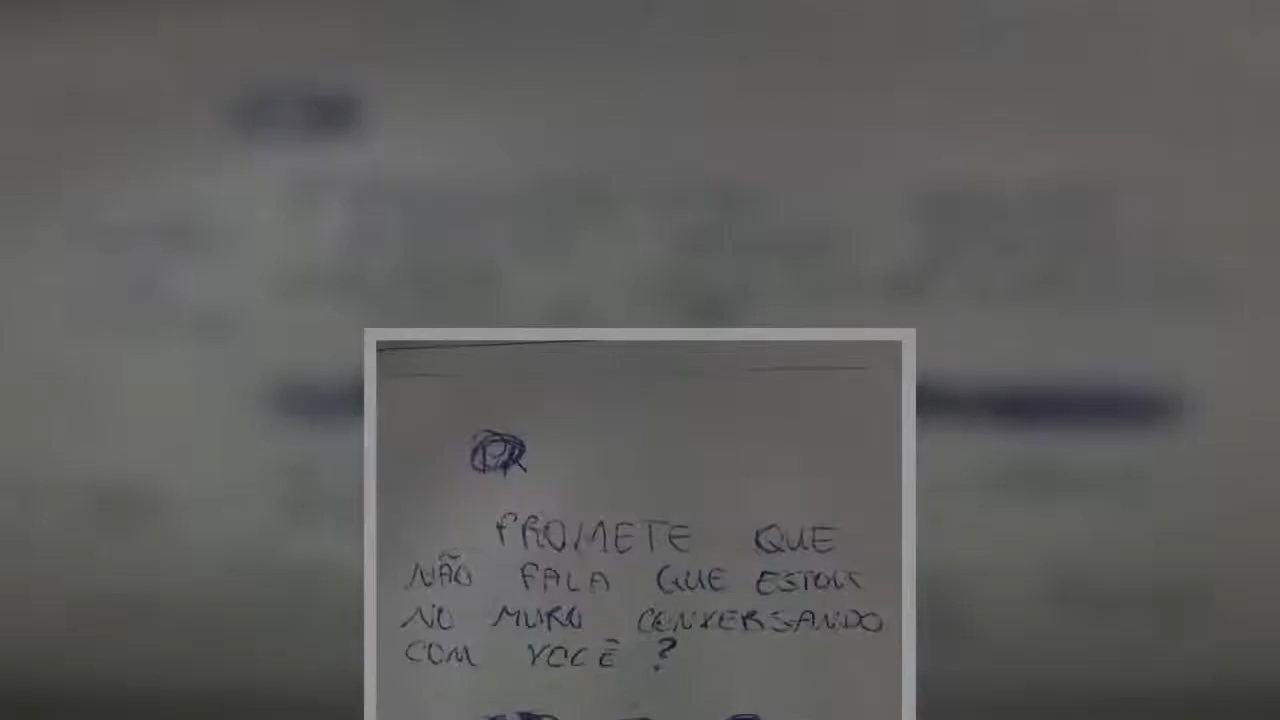 PROMETE QUE
NÃO FALA QUE ESTOU
NO MURO CONVERSANDO
COM VOCÊ?